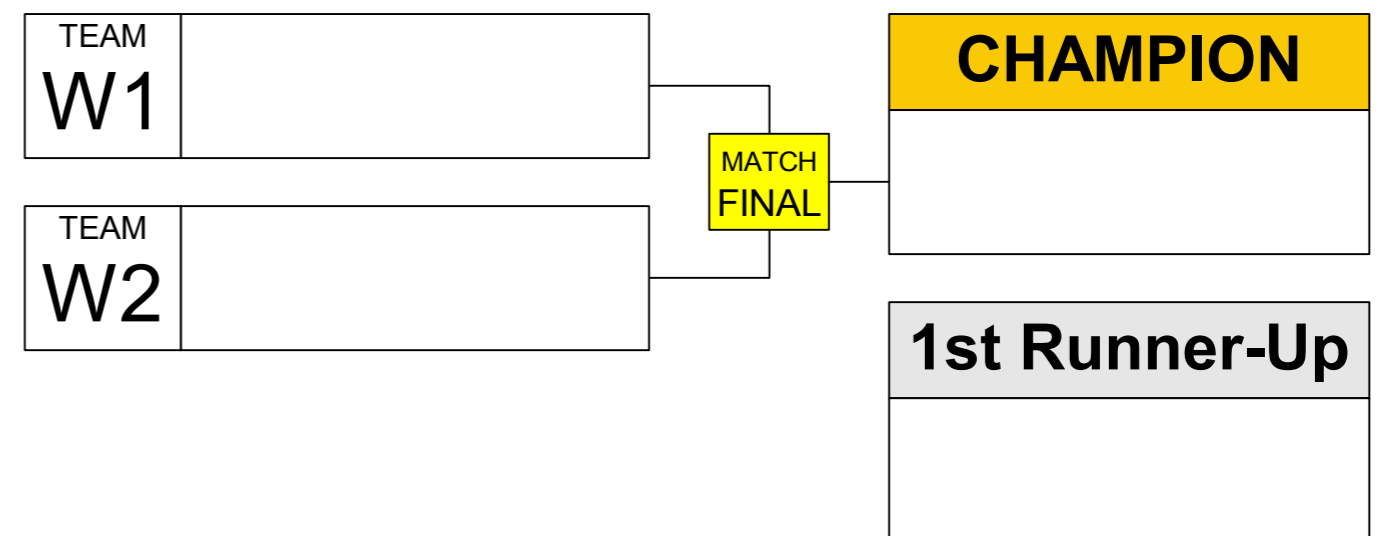 TEAM
W1
TEAM
W2
MATCH
FINAL
CHAMPION
1st Runner-Up